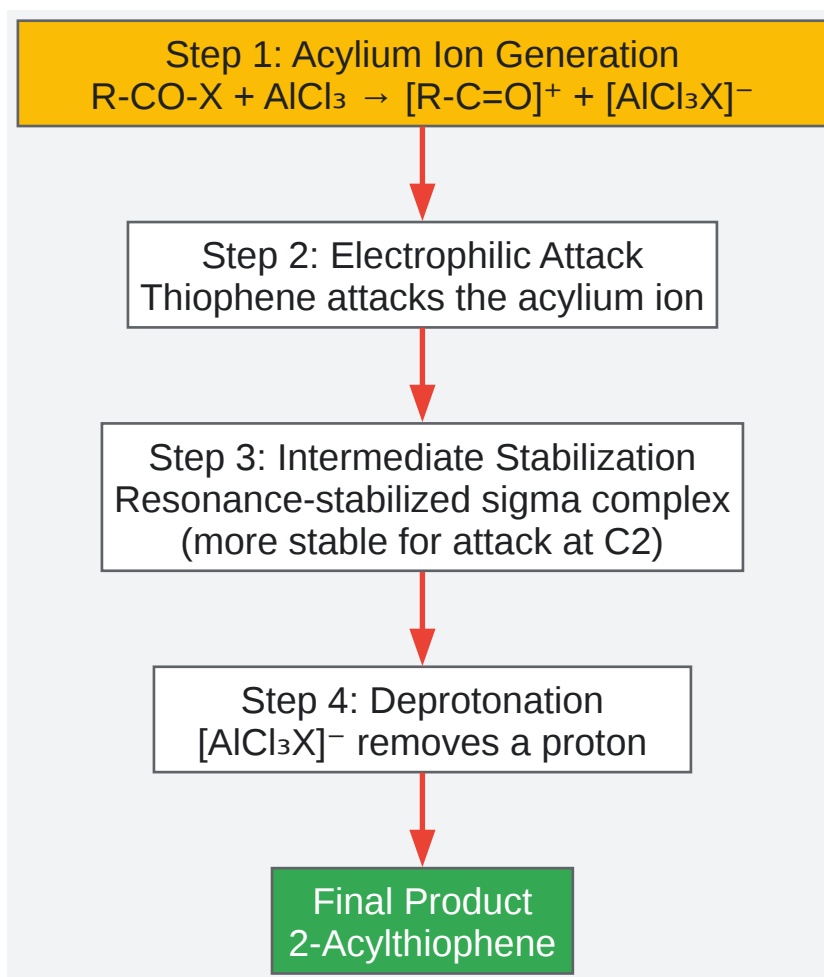 Step 1: Acylium Ion Generation
R-CO-X + AlCl₃ → [R-C=O]⁺ + [AlCl₃X]⁻
Step 2: Electrophilic Attack
Thiophene attacks the acylium ion
Step 3: Intermediate Stabilization
Resonance-stabilized sigma complex
(more stable for attack at C2)
Step 4: Deprotonation
[AlCl₃X]⁻ removes a proton
Final Product
2-Acylthiophene